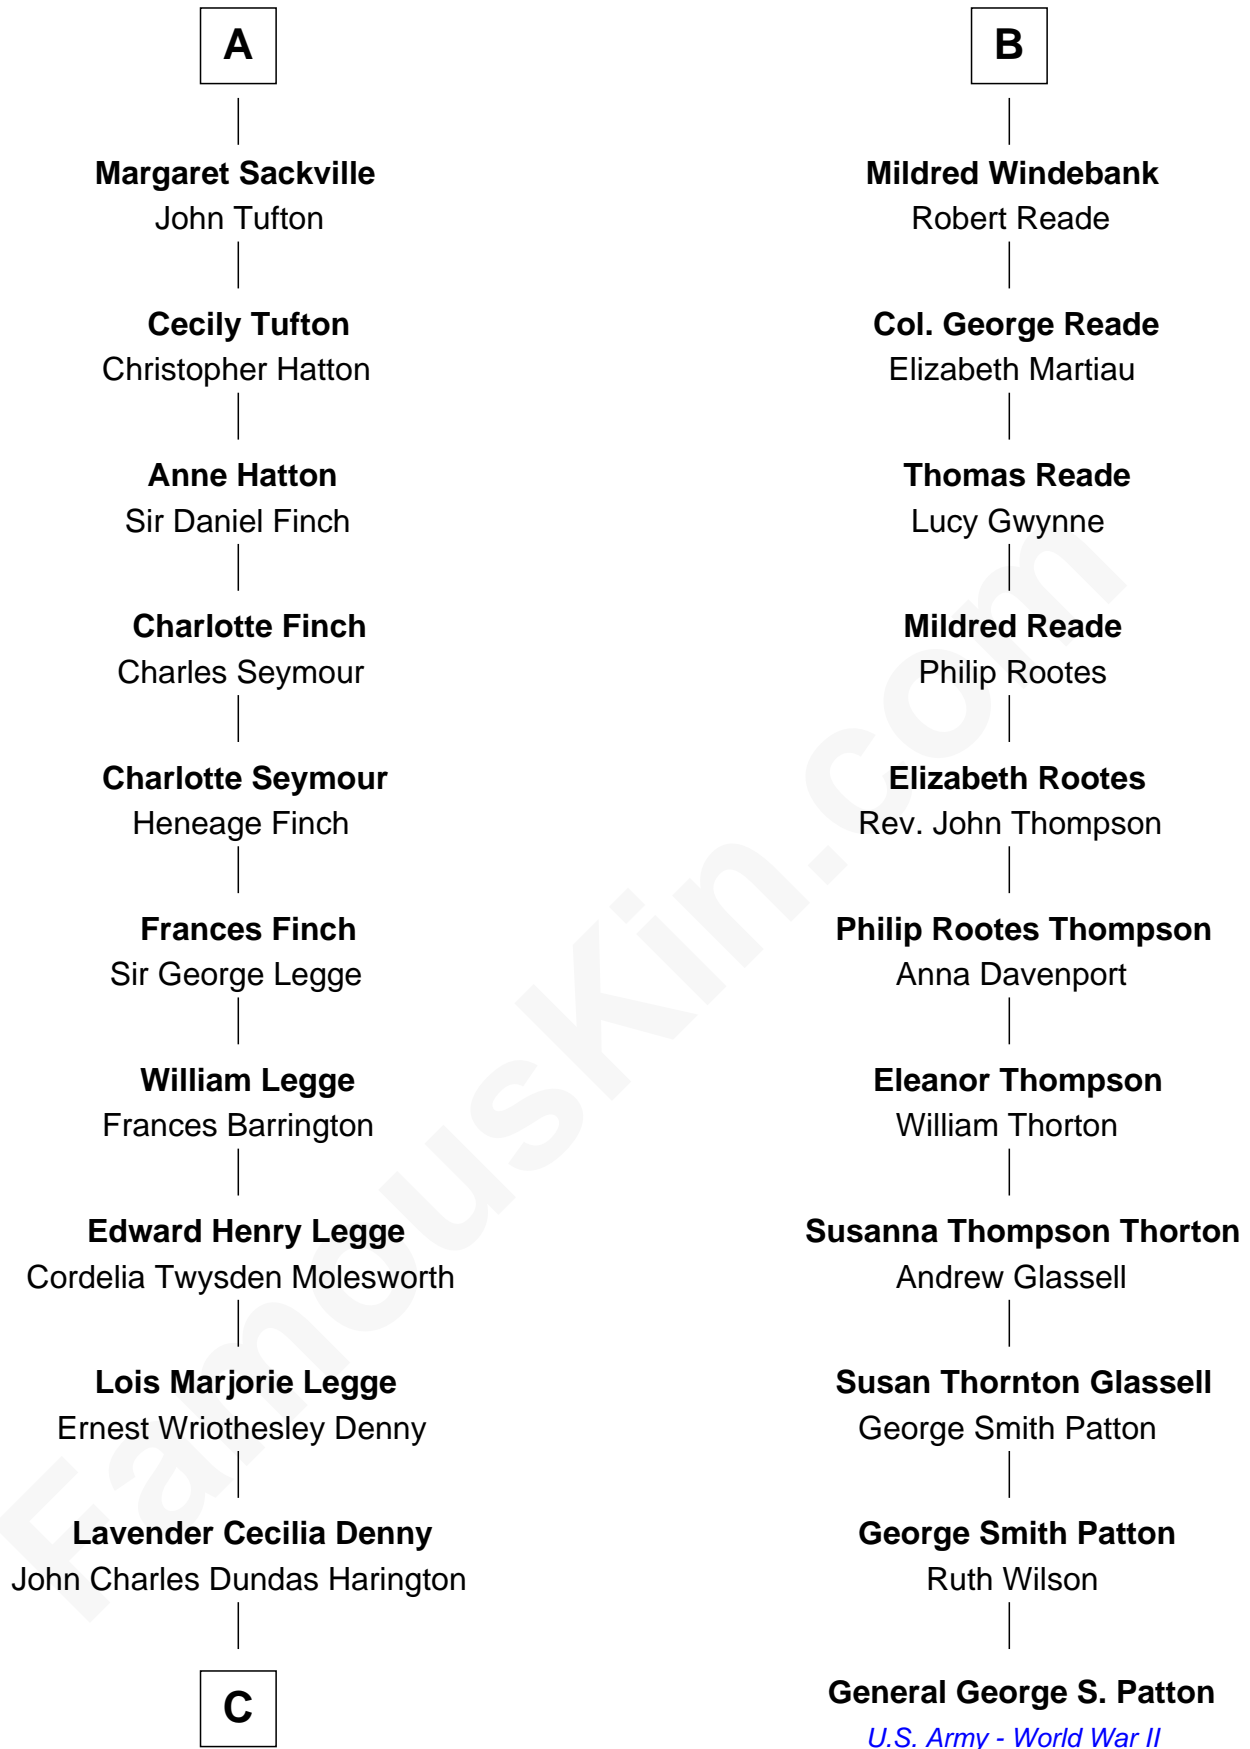 A
Margaret Sackville
John Tufton
Cecily Tufton
Christopher Hatton
Anne Hatton
Sir Daniel Finch
Charlotte Finch
Charles Seymour
Charlotte Seymour
Heneage Finch
Frances Finch
Sir George Legge
William Legge
Frances Barrington
Edward Henry Legge
Cordelia Twysden Molesworth
Lois Marjorie Legge
Ernest Wriothesley Denny
Lavender Cecilia Denny
John Charles Dundas Harington
C
B
Mildred Windebank
Robert Reade
Col. George Reade
Elizabeth Martiau
Thomas Reade
Lucy Gwynne
Mildred Reade
Philip Rootes
Elizabeth Rootes
Rev. John Thompson
Philip Rootes Thompson
Anna Davenport
Eleanor Thompson
William Thorton
Susanna Thompson Thorton
Andrew Glassell
Susan Thornton Glassell
George Smith Patton
George Smith Patton
Ruth Wilson
General George S. Patton
U.S. Army - World War II
FamousKin.com